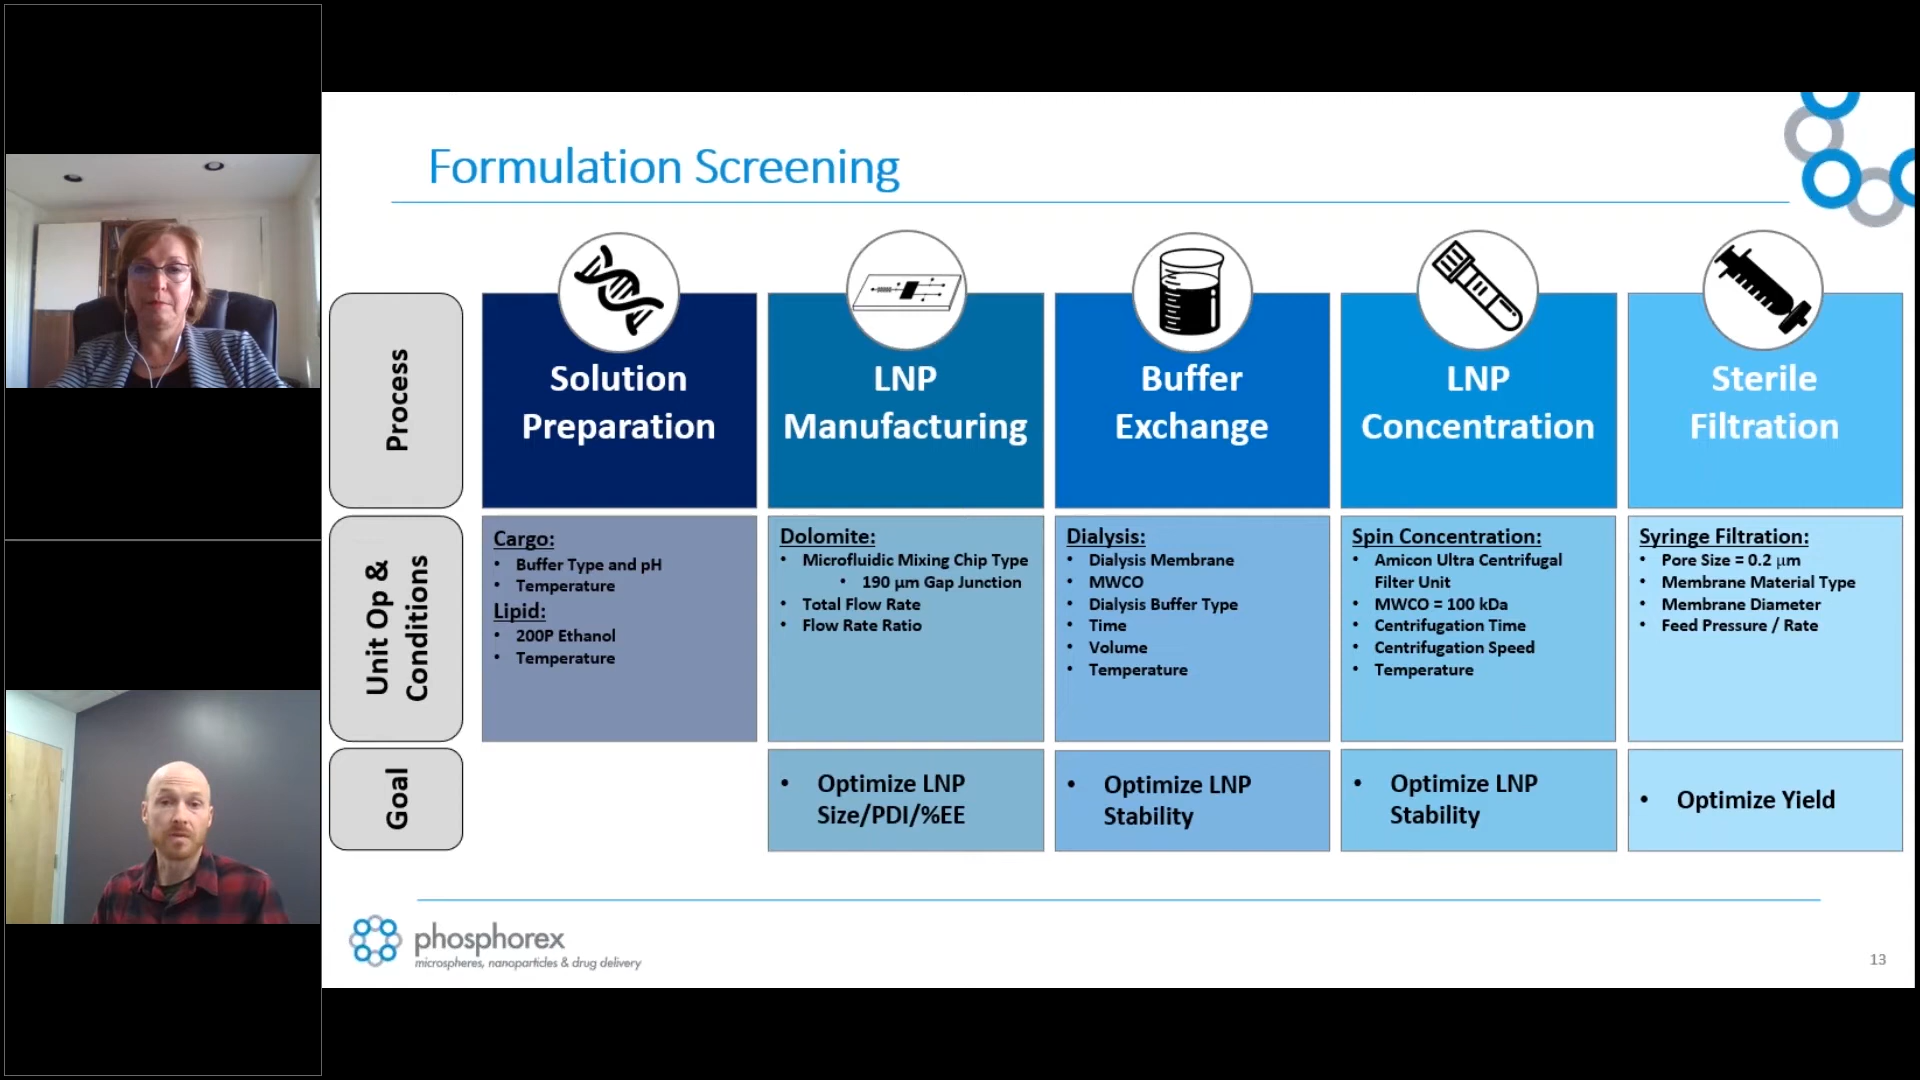 Formulation Screening
Process
Solution
Preparation
LNP
Manufacturing
Buffer
Exchange
LNP
Concentration
Sterile
Filtration
Unit Op &
Conditions
Cargo:
• Buffer Type and pH
• Temperature
Lipid:
• 200P Ethanol
• Temperature
Dolomite:
• Microfluidic Mixing Chip Type
• 190 µm Gap Junction
• Total Flow Rate
• Flow Rate Ratio
Dialysis:
• Dialysis Membrane
• MWCO
• Dialysis Buffer Type
• Time
• Volume
• Temperature
Spin Concentration:
• Amicon Ultra Centrifugal
Filter Unit
• MWCO = 100 kDa
• Centrifugation Time
• Centrifugation Speed
• Temperature
Syringe Filtration:
• Pore Size = 0.2 µm
• Membrane Material Type
• Membrane Diameter
• Feed Pressure / Rate
Goal
• Optimize LNP
Size/PDI/%EE
• Optimize LNP
Stability
• Optimize LNP
Stability
• Optimize Yield
phosphorex
microspheres, nanoparticles & drug delivery
13